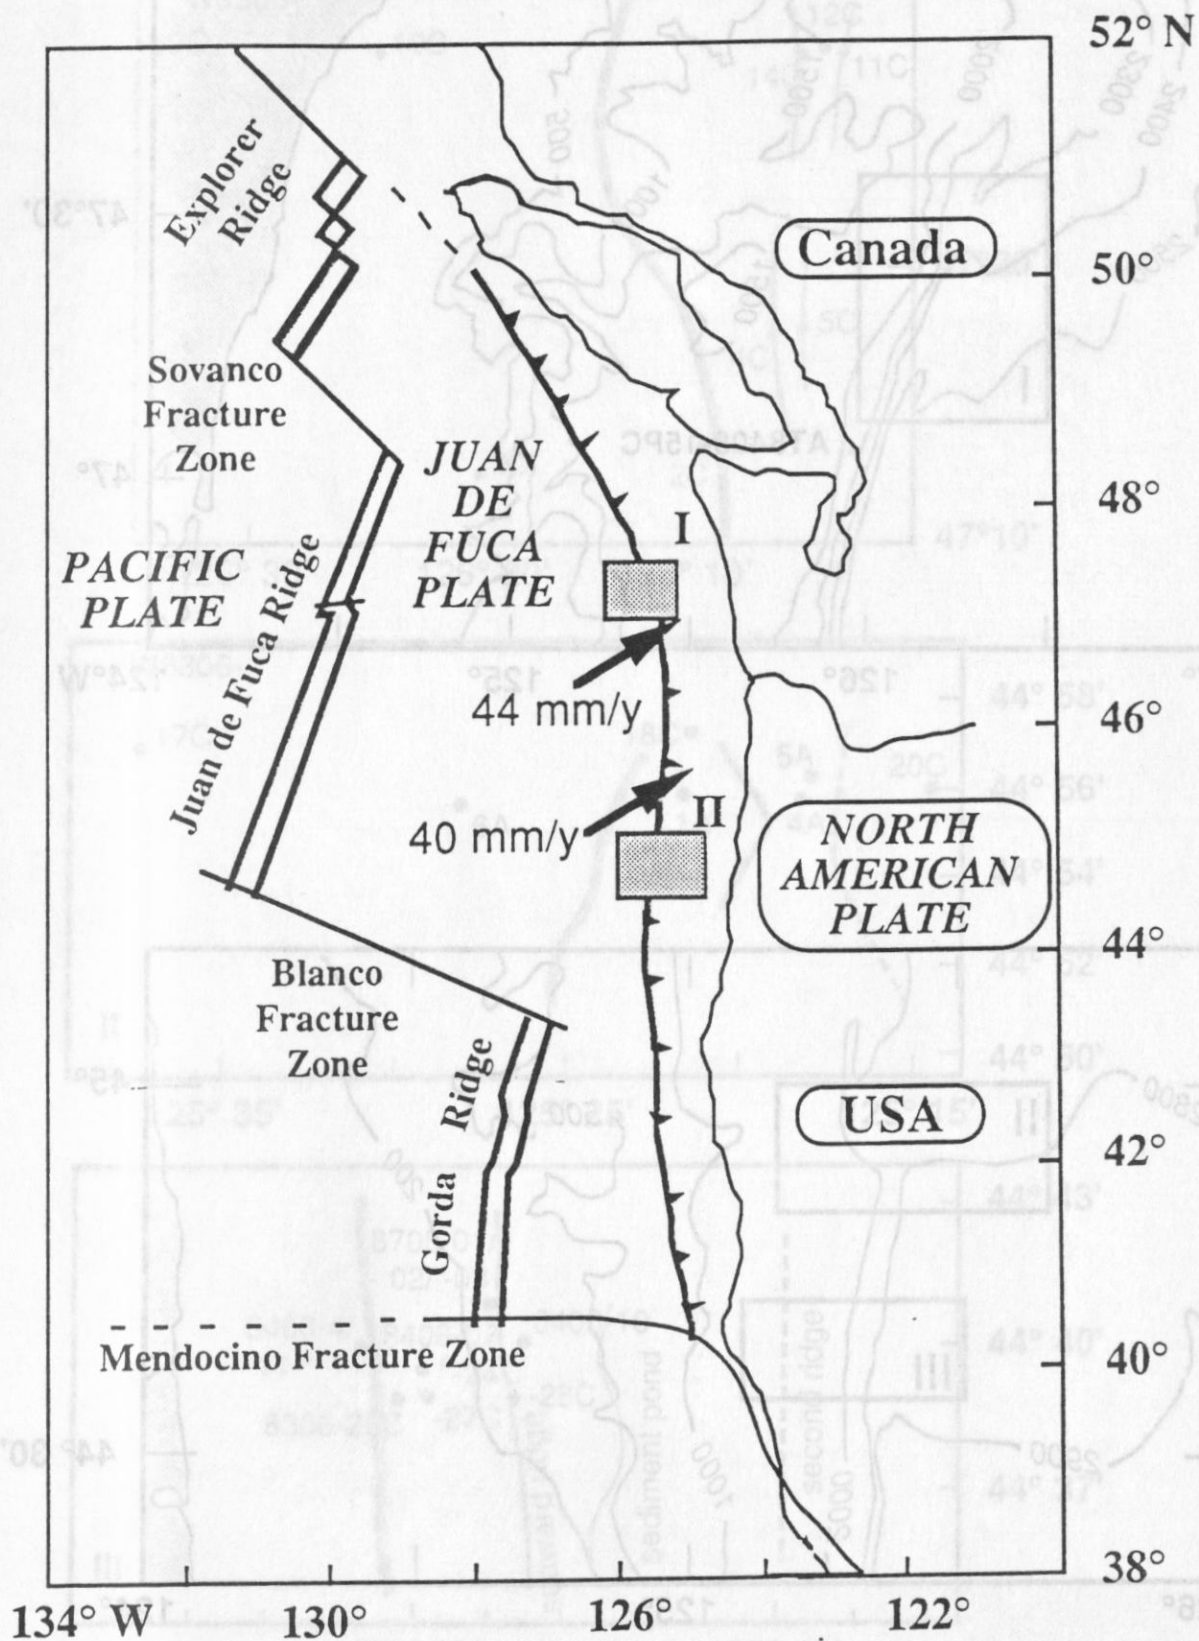 52° N
Explorer
Ridge
Canada
50°
Sovanco
Fracture
Zone
JUAN
DE
FUCA
PLATE
48°
I
PACIFIC
PLATE
Juan de Fuca Ridge
44 mm/y
46°
40 mm/y
II
NORTH
AMERICAN
PLATE
44°
Blanco
Fracture
Zone
Gorda Ridge
USA
42°
Mendocino Fracture Zone
40°
38°
134° W
130°
126°
122°